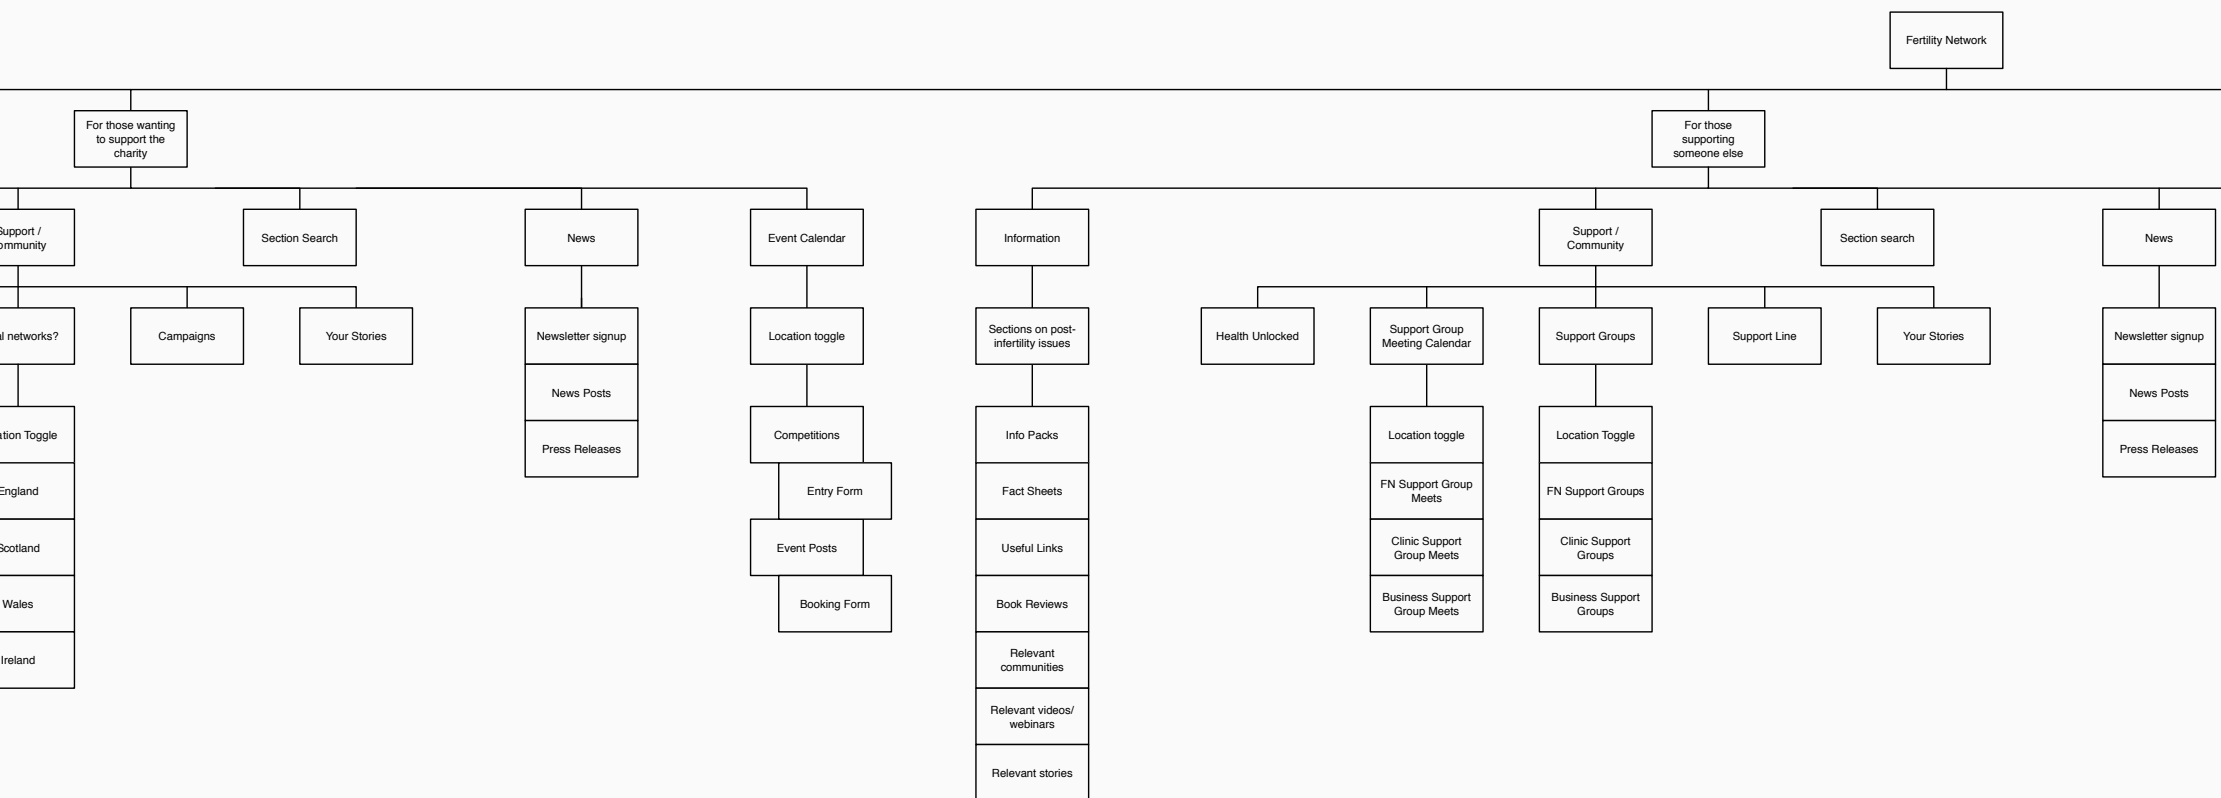 Fertility Network
For those wanting
to support the
charity
For those
supporting
someone else
Support /
Section Search
News
Event Calendar
Information
Support /
Community
Section search
News
networks?
Campaigns
Your Stories
Newsletter signup
Location toggle
Sections on post-
infertility issues
Health Unlocked
Support Group
Meeting Calendar
Support Groups
Support Line
Your Stories
Newsletter signup
News Posts
News Posts
Toggle
Competitions
Info Packs
Location toggle
Location Toggle
Press Releases
Press Releases
England
Entry Form
Fact Sheets
FN Support Group
Meets
FN Support Groups
Scotland
Event Posts
Useful Links
Clinic Support
Group Meets
Clinic Support
Groups
Wales
Booking Form
Book Reviews
Business Support
Group Meets
Business Support
Groups
Ireland
Relevant
communities
Relevant videos/
webinars
Relevant stories